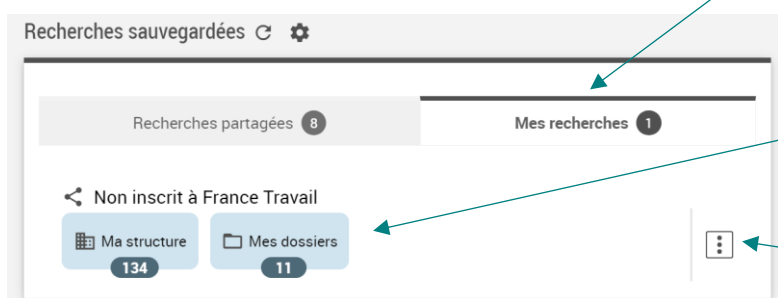 Recherches sauvegardées
Recherches partagées 8
Mes recherches 1
Non inscrit à France Travail
Ma structure
Mes dossiers
134
11